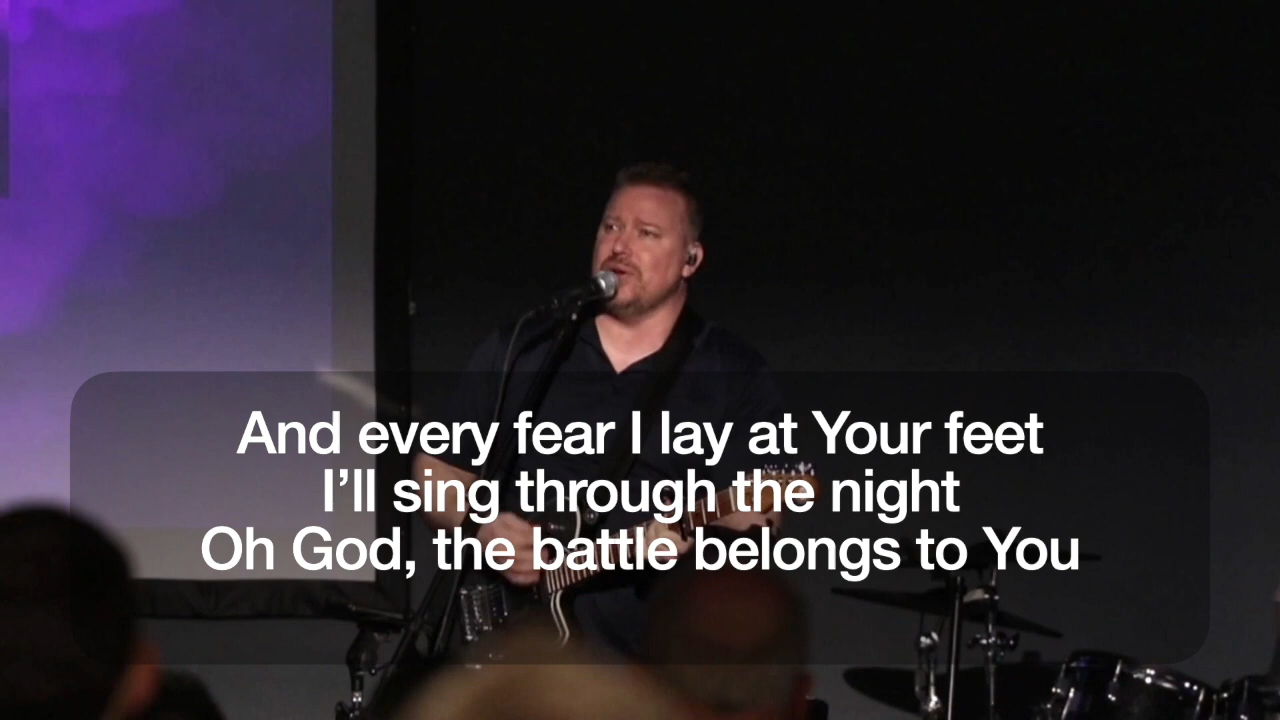 And every fear I lay at Your feet
I’ll sing through the night
Oh God, the battle belongs to You